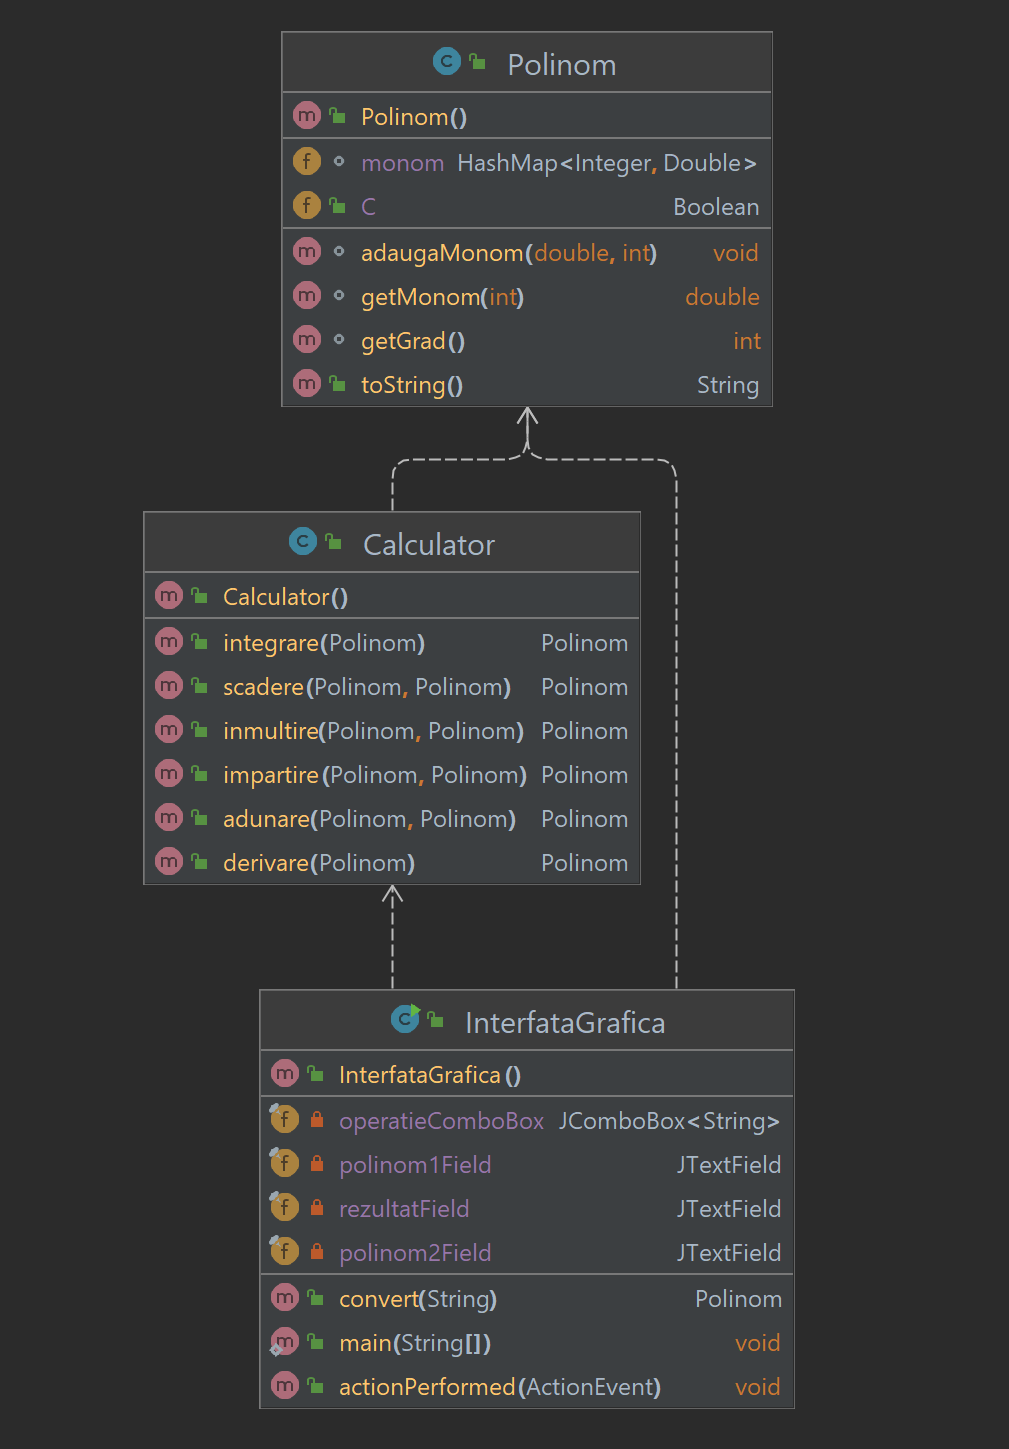 Polinom
Polinom()
monom HashMap<Integer, Double>
C Boolean
adaugaMonom(double, int) void
getMonom(int) double
getGrad() int
toString() String
Calculator
Calculator()
integrare(Polinom) Polinom
scadere(Polinom, Polinom) Polinom
inmultire(Polinom, Polinom) Polinom
impartire(Polinom, Polinom) Polinom
adunare(Polinom, Polinom) Polinom
derivare(Polinom) Polinom
InterfataGrafica
InterfataGrafica()
operatieComboBox JComboBox<String>
polinom1Field JTextField
rezultatField JTextField
polinom2Field JTextField
convert(String) Polinom
main(String[]) void
actionPerformed(ActionEvent) void